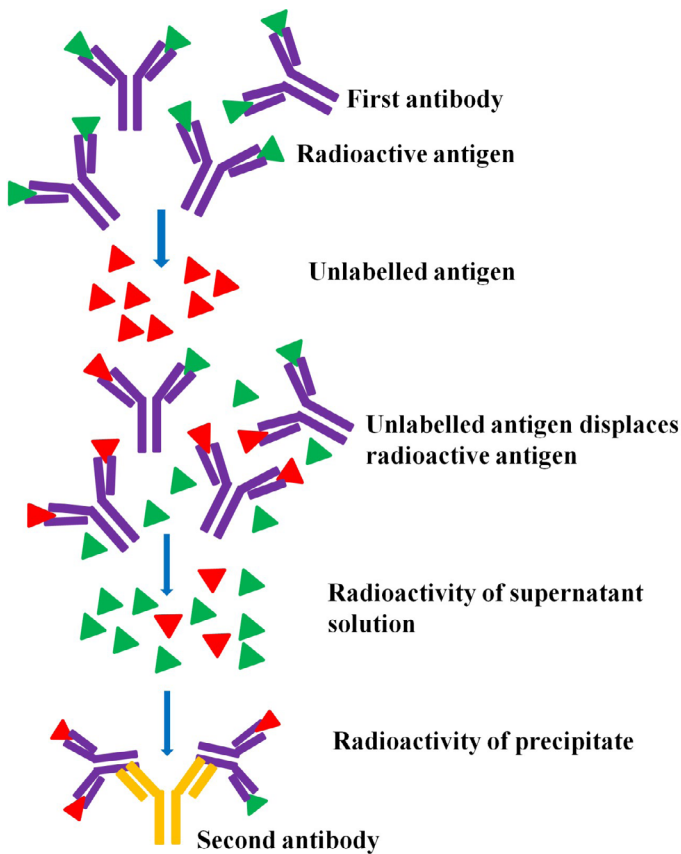 First antibody
Radioactive antigen
Unlabelled antigen
Unlabelled antigen displaces
radioactive antigen
Radioactivity of supernatant
solution
Radioactivity of precipitate
Second antibody